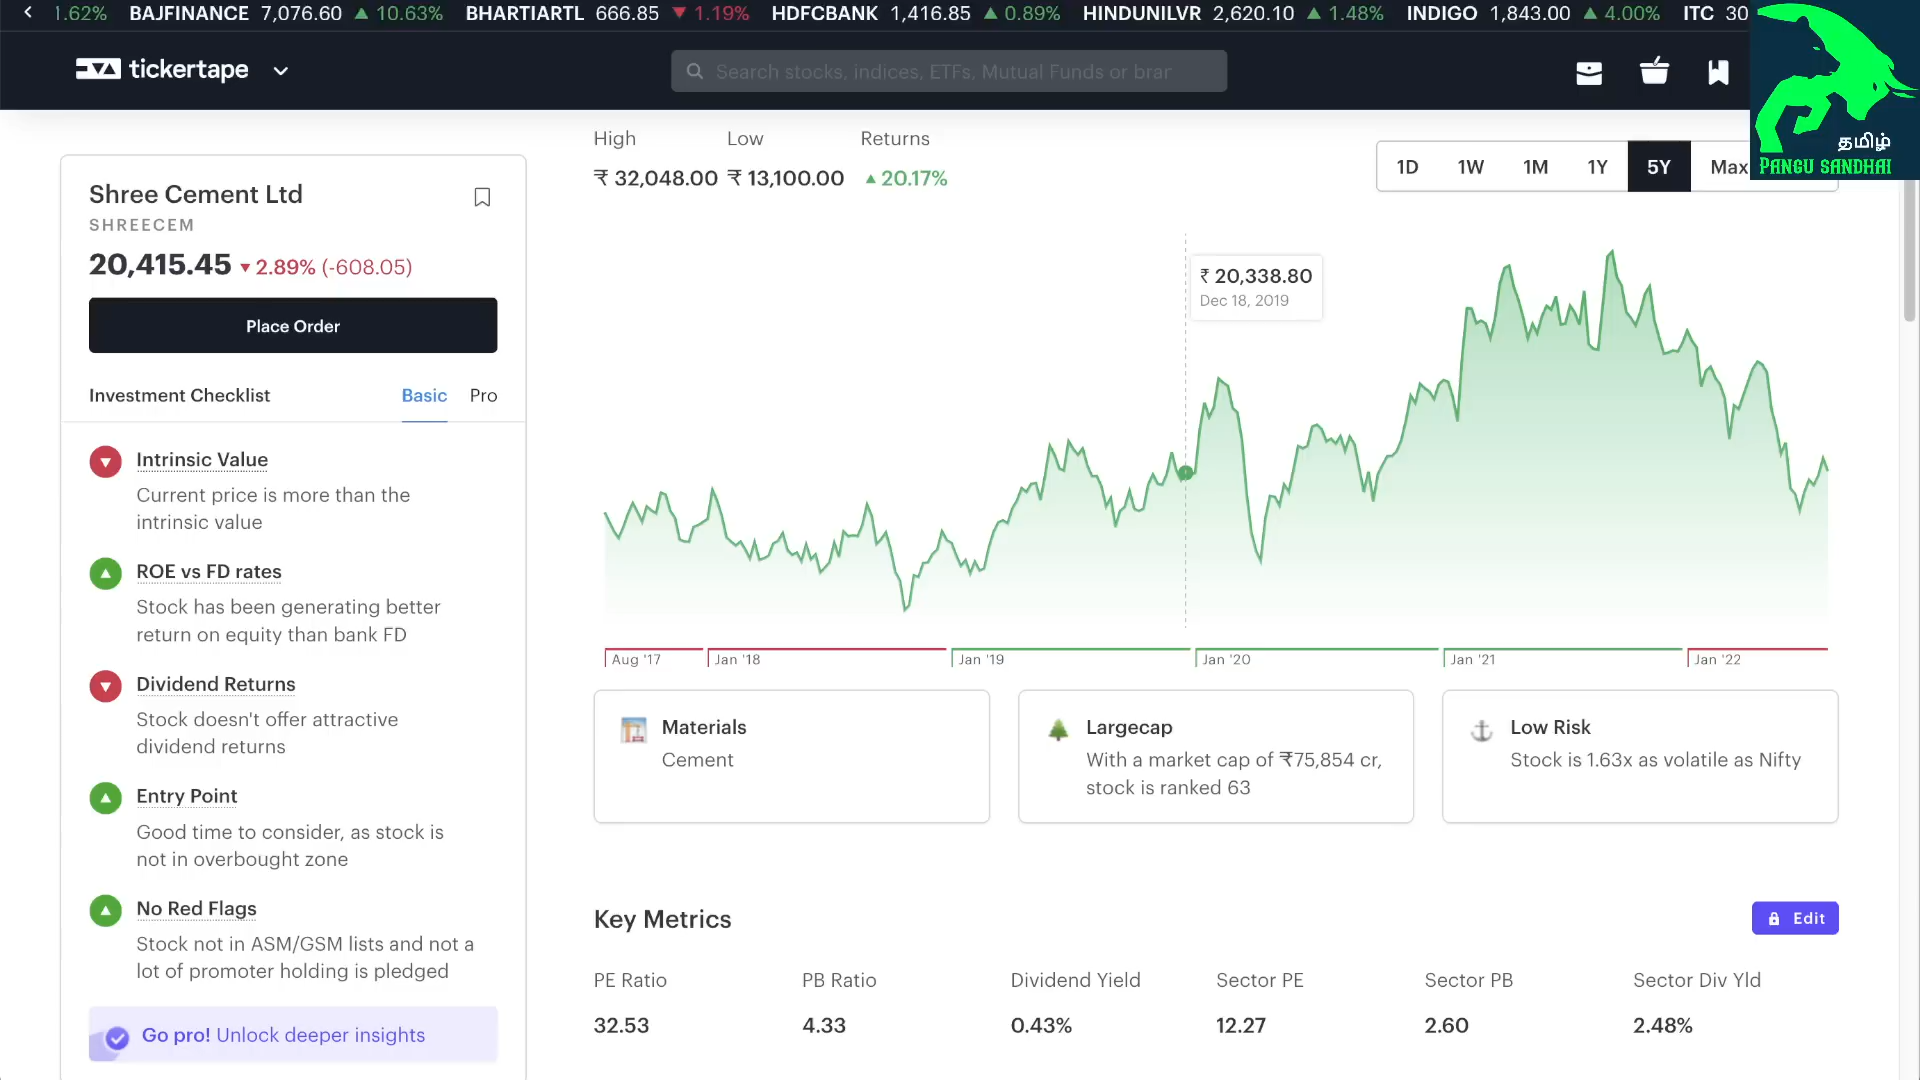 1.62% BAJFINANCE 7,076.60 ▲ 10.63% BHARTIARTL 666.85 ▼ 1.19% HDFCBANK 1,416.85 ▲ 0.89% HINDUNILVR 2,620.10 ▲ 1.48% INDIGO 1,843.00 ▲ 4.00% ITC 30
tickertape
Search stocks, indices, ETFs, Mutual Funds or brar
தமிழ்
PANGU SANDHAI
Shree Cement Ltd
SHREECEM
20,415.45 ▼ 2.89% (-608.05)
Place Order
Investment Checklist Basic Pro
Intrinsic Value
Current price is more than the
intrinsic value
ROE vs FD rates
Stock has been generating better
return on equity than bank FD
Dividend Returns
Stock doesn't offer attractive
dividend returns
Entry Point
Good time to consider, as stock is
not in overbought zone
No Red Flags
Stock not in ASM/GSM lists and not a
lot of promoter holding is pledged
Go pro! Unlock deeper insights
High Low Returns
₹ 32,048.00 ₹ 13,100.00 ▲ 20.17%
1D 1W 1M 1Y 5Y Max
₹ 20,338.80
Dec 18, 2019
Aug '17 Jan '18 Jan '19 Jan '20 Jan '21 Jan '22
Materials
Cement
Largecap
With a market cap of ₹75,854 cr,
stock is ranked 63
Low Risk
Stock is 1.63x as volatile as Nifty
Key Metrics
Edit
PE Ratio PB Ratio Dividend Yield Sector PE Sector PB Sector Div Yld
32.53 4.33 0.43% 12.27 2.60 2.48%